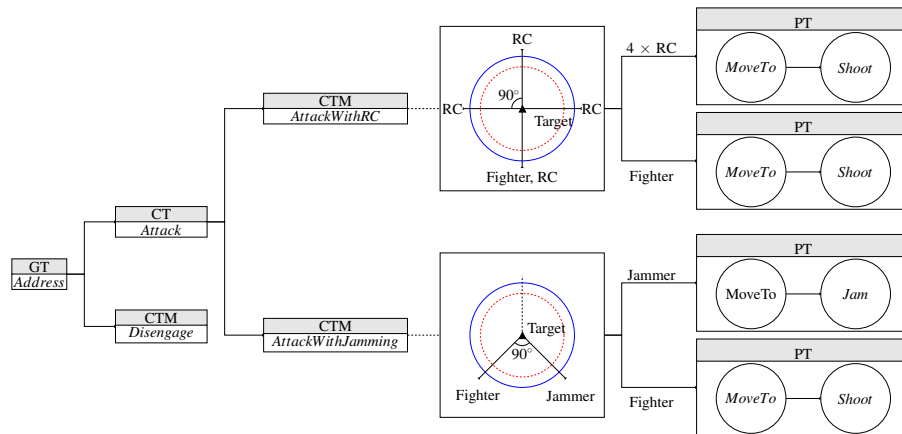 GT
Address
CT
Attack
CTM
Disengage
CTM
AttackWithRC
CTM
AttackWithJamming
RC
90°
RC
RC
Target
Fighter, RC
Target
90°
Fighter
Jammer
4 × RC
Fighter
Jammer
Fighter
PT
MoveTo
Shoot
PT
MoveTo
Shoot
PT
MoveTo
Jam
PT
MoveTo
Shoot